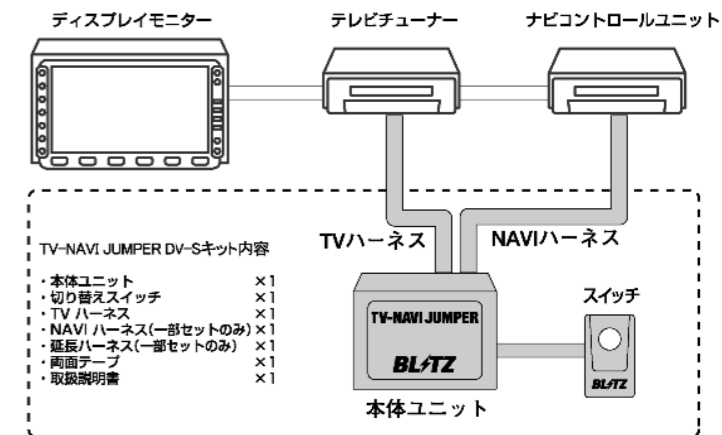 ディスプレイモニター
テレビチューナー
ナビコントロールユニット
TVハーネス
NAVIハーネス
TV-NAVI JUMPER DV-Sキット内容
・本体ユニット ×1
・切り替えスイッチ ×1
・TV ハーネス ×1
・NAVI ハーネス(一部セットのみ) ×1
・延長ハーネス(一部セットのみ) ×1
・両面テープ ×1
・取扱説明書 ×1
TV-NAVI JUMPER
BLITZ
本体ユニット
スイッチ
BLITZ